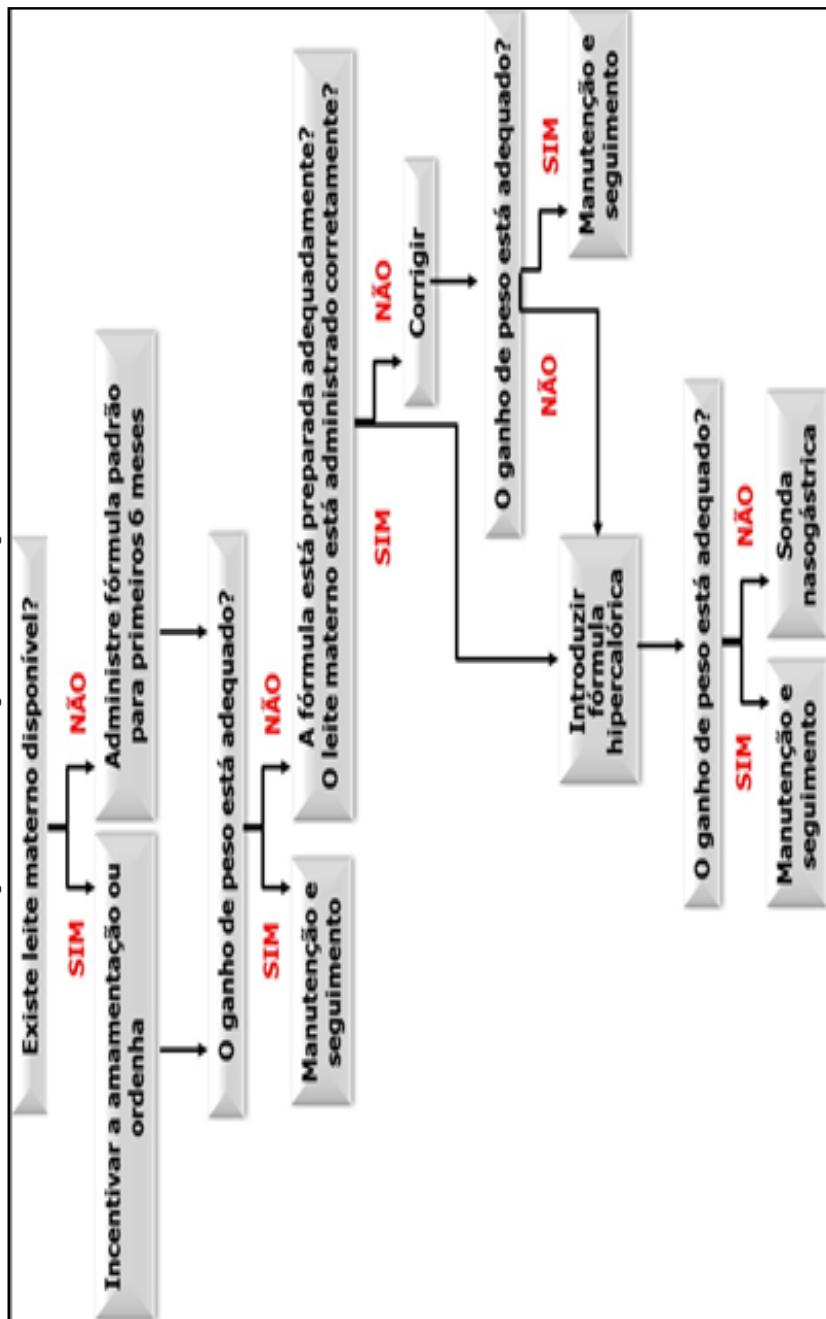 Existe leite materno disponível?
SIM
NÃO
Incentivar a amamentação ou
ordenha
Administre fórmula padrão
para primeiros 6 meses
O ganho de peso está adequado?
SIM
NÃO
Manutenção e
seguimento
A fórmula está preparada adequadamente?
O leite materno está administrado corretamente?
SIM
NÃO
Corrigir
O ganho de peso está adequado?
NÃO
SIM
Manutenção e
seguimento
Introduzir
fórmula
hipercalórica
O ganho de peso está adequado?
SIM
NÃO
Manutenção e
seguimento
Sonda
nasogástrica